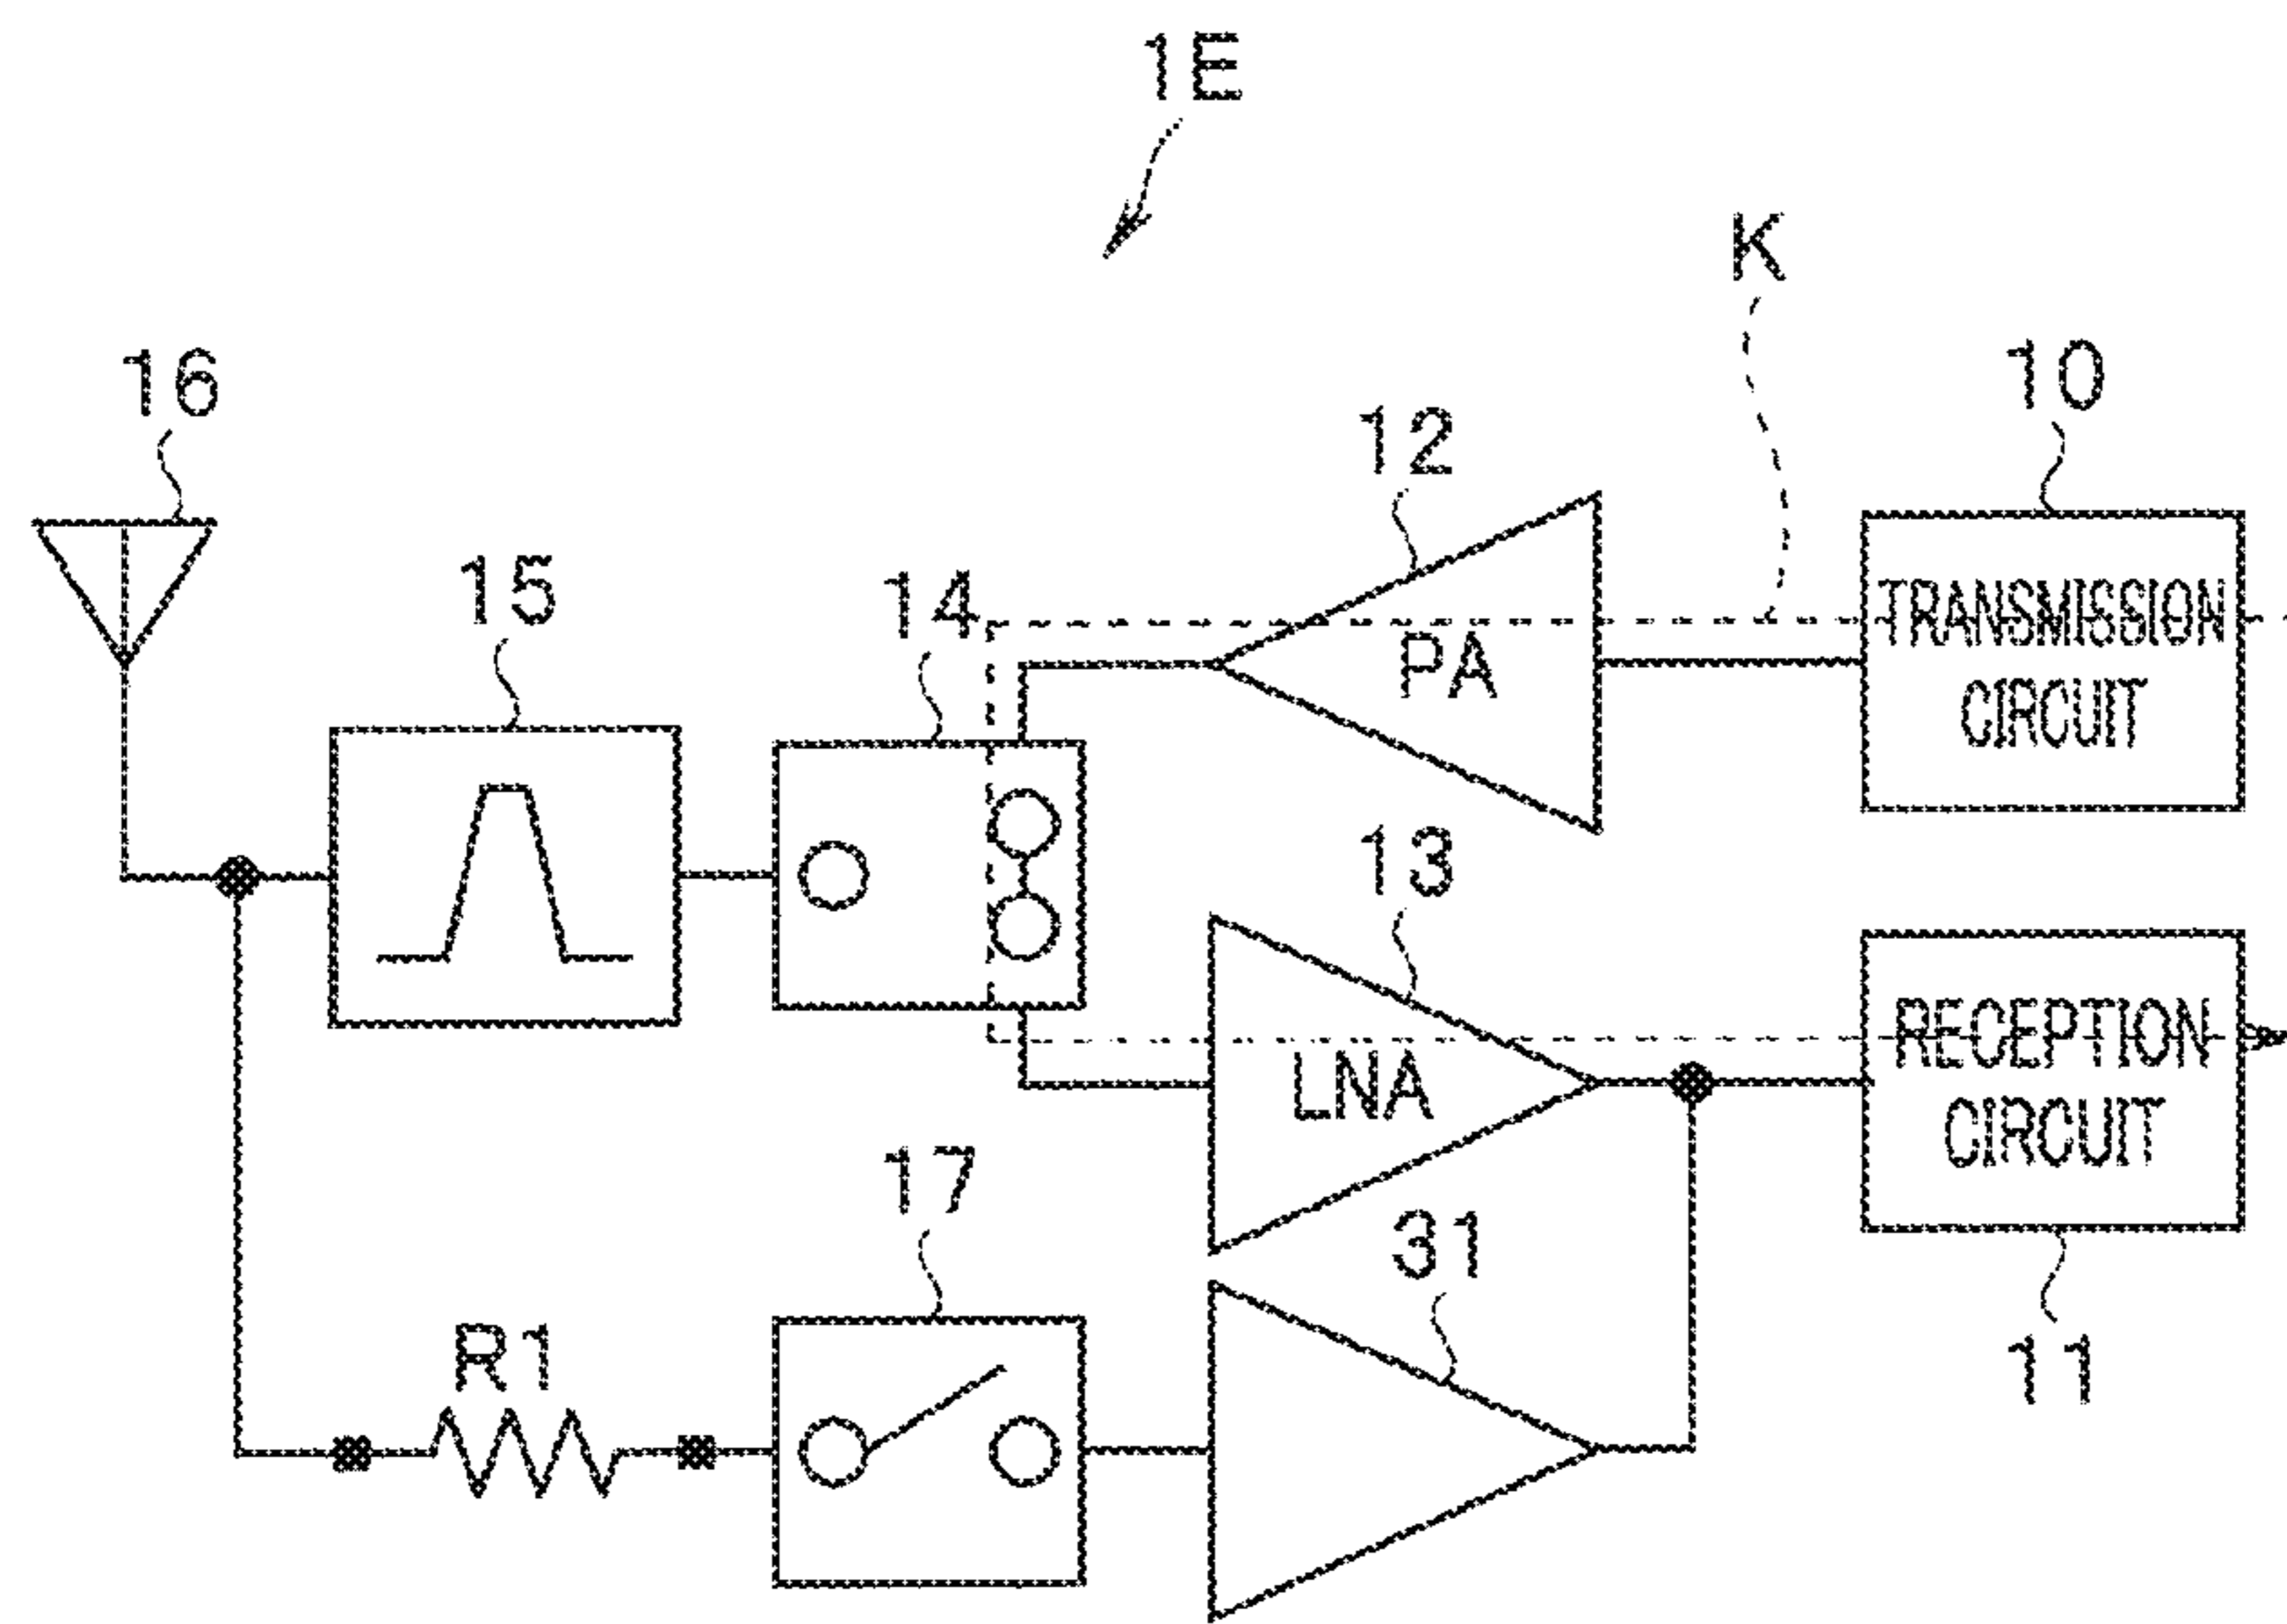 1E
K
16
10
12
15
14
TRANSMISSION
CIRCUIT
PA
13
RECEPTION
CIRCUIT
LNA
17
31
R1
11